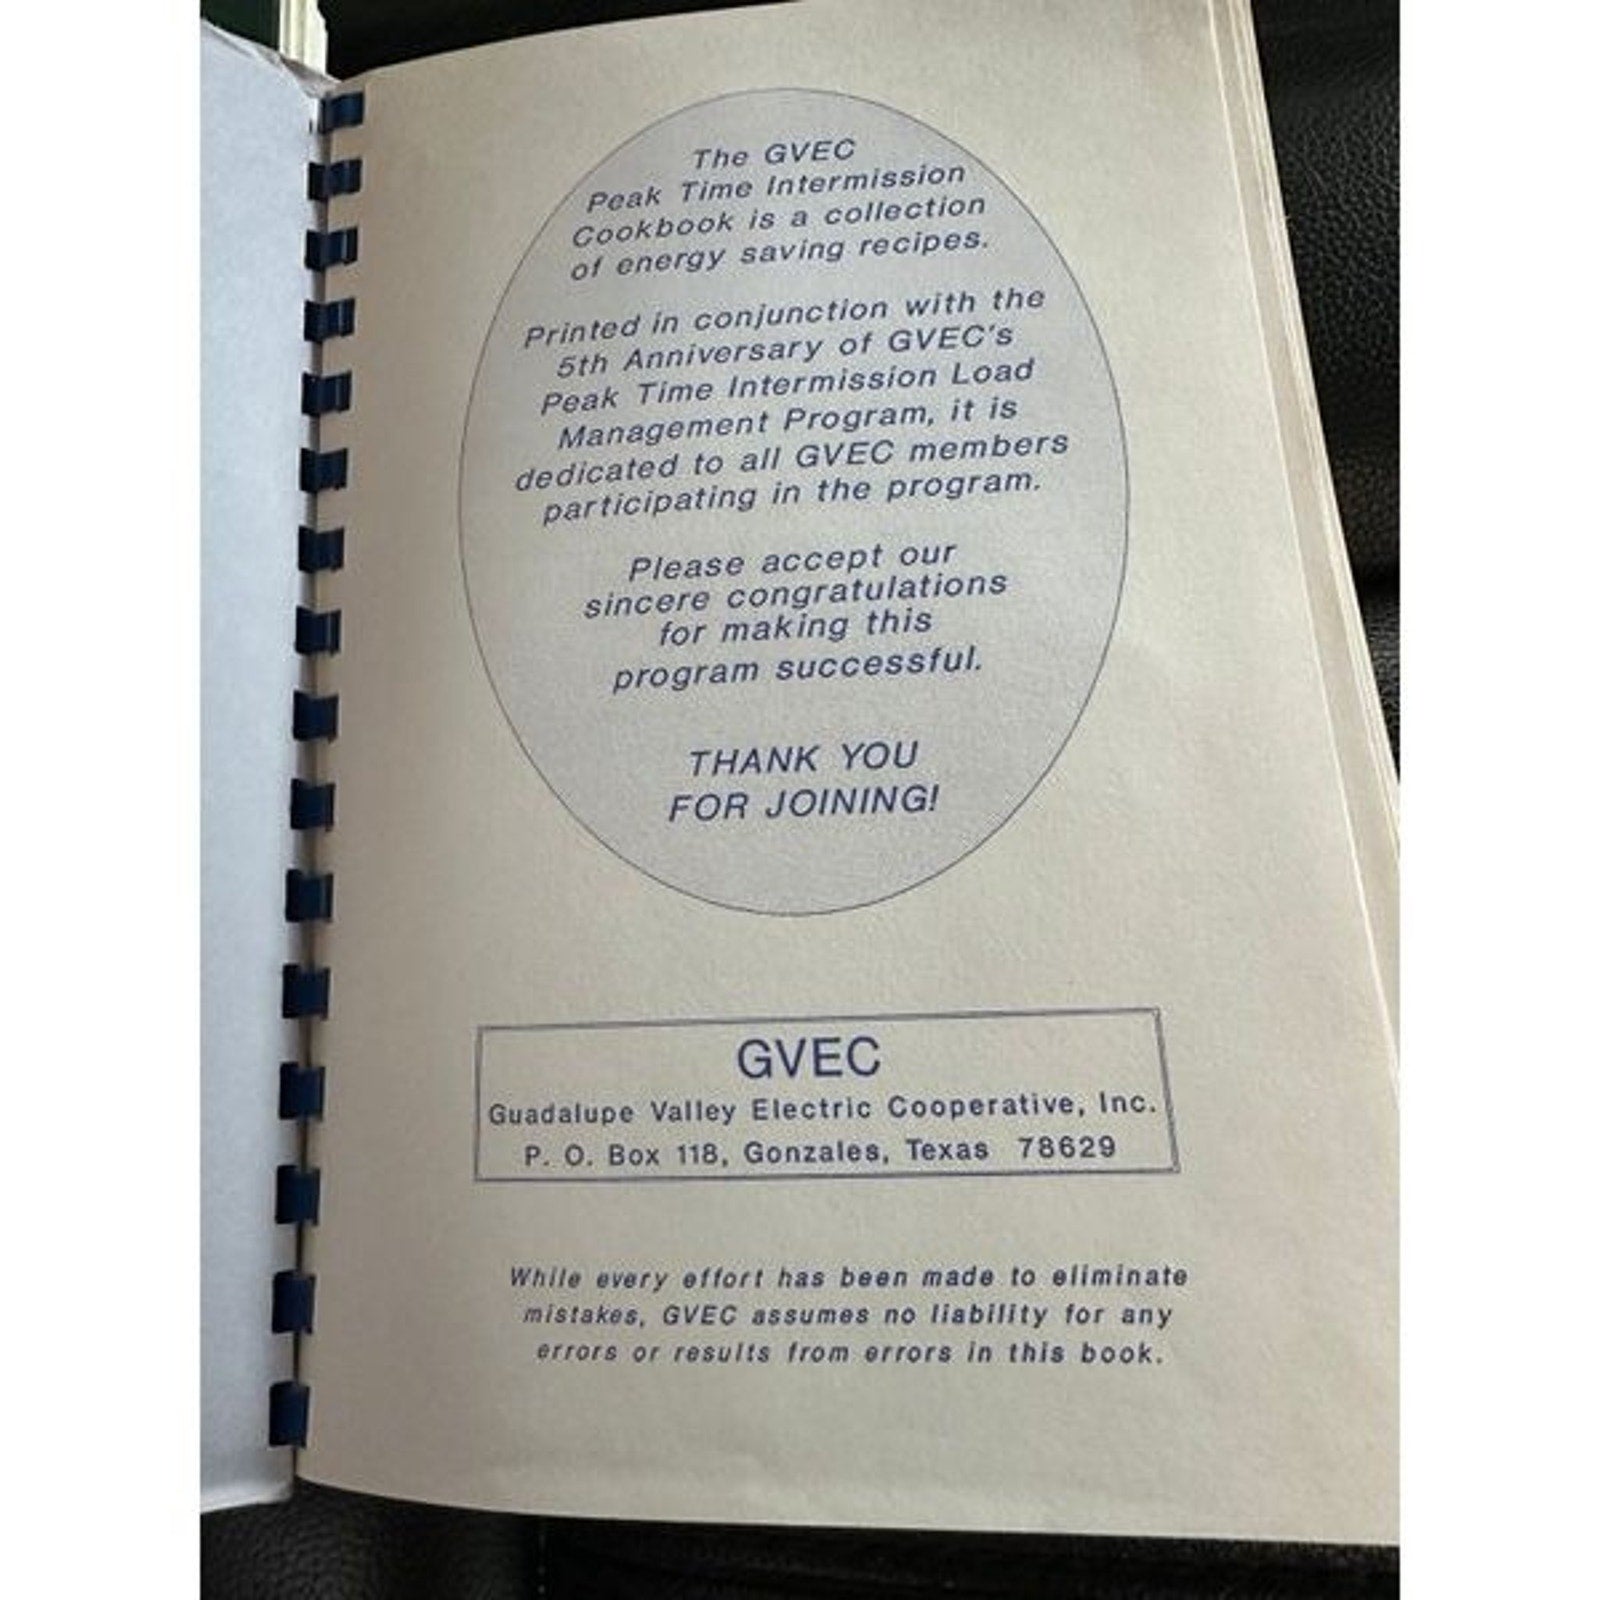 The GVEC
Peak Time Intermission
Cookbook is a collection
of energy saving recipes.
Printed in conjunction with the
5th Anniversary of GVEC's
Peak Time Intermission Load
Management Program, it is
dedicated to all GVEC members
participating in the program.
Please accept our
sincere congratulations
for making this
program successful.
THANK YOU
FOR JOINING!
GVEC
Guadalupe Valley Electric Cooperative, Inc.
P. O. Box 118, Gonzales, Texas 78629
While every effort has been made to eliminate
mistakes, GVEC assumes no liability for any
errors or results from errors in this book.